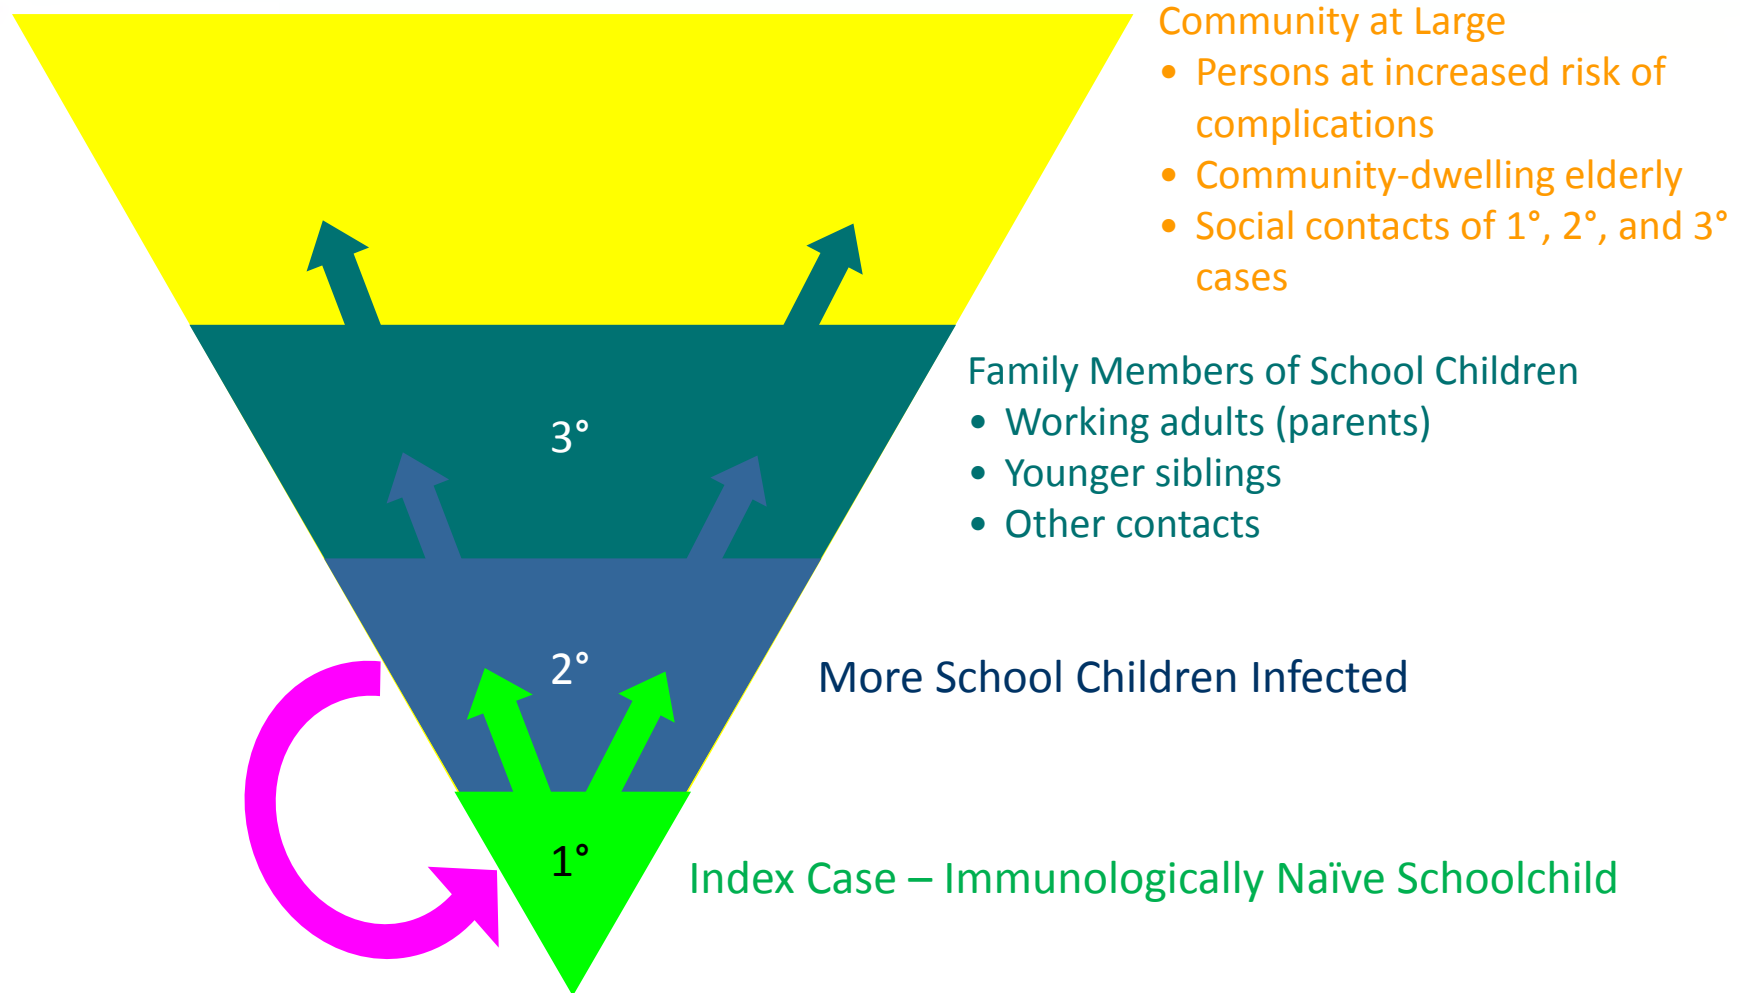 Community at Large
• Persons at increased risk of
complications
• Community-dwelling elderly
• Social contacts of 1°, 2°, and 3°
cases
Family Members of School Children
• Working adults (parents)
• Younger siblings
• Other contacts
3°
2°
More School Children Infected
1°
Index Case – Immunologically Naïve Schoolchild